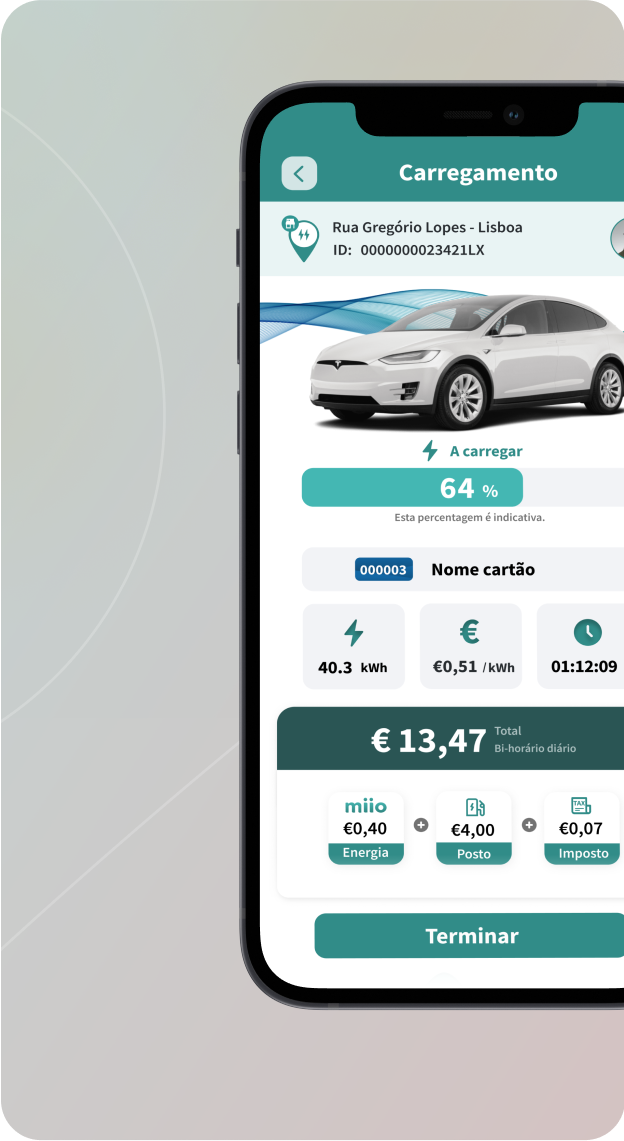 Carregamento
Rua Gregório Lopes - Lisboa
ID: 0000000023421LX
A carregar
64 %
Esta percentagem é indicativa.
000003 Nome cartão
40.3 kWh
€0,51 /kWh
01:12:09
€ 13,47 Total
Bi-horário diário
miio
€0,40
Energia
€4,00
Posto
TAX
€0,07
Imposto
Terminar